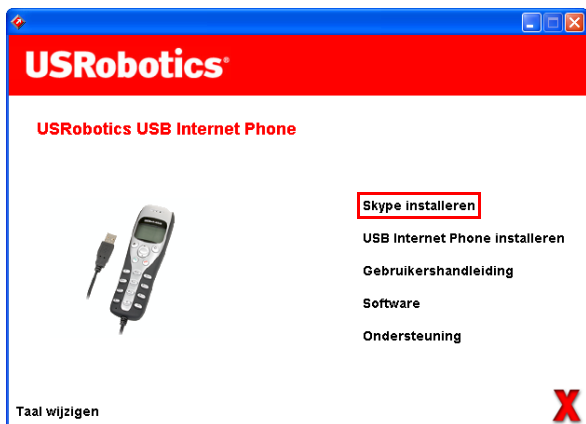 USRobotics®
USRobotics USB Internet Phone
Skype installeren
USB Internet Phone installeren
Gebruikershandleiding
Software
Ondersteuning
Taal wijzigen
X